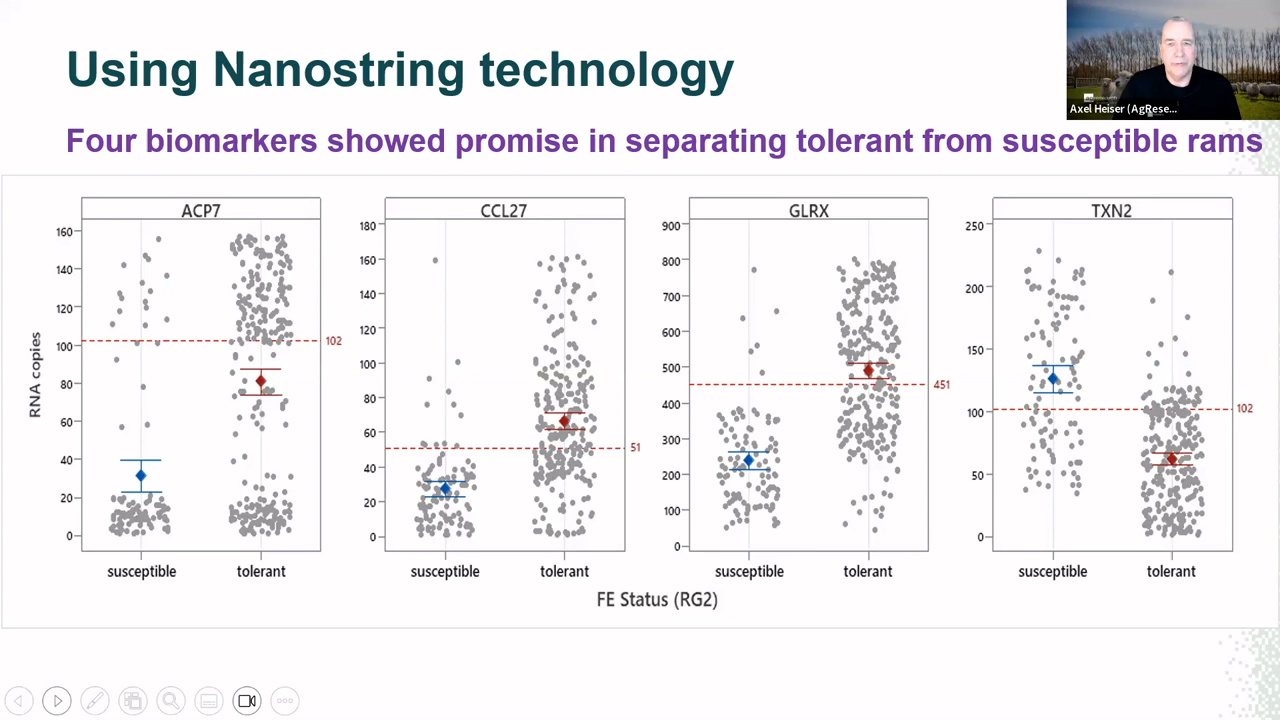 Using Nanostring technology
Axel Heiser (AgRese...
Four biomarkers showed promise in separating tolerant from susceptible rams
ACP7
CCL27
GLRX
TXN2
RNA copies
160
140
120
100
80
60
40
20
0
102
susceptible
tolerant
180
160
140
120
100
80
60
40
20
0
51
susceptible
tolerant
900
800
700
600
500
400
300
200
100
0
451
susceptible
tolerant
250
200
150
100
50
0
102
susceptible
tolerant
FE Status (RG2)